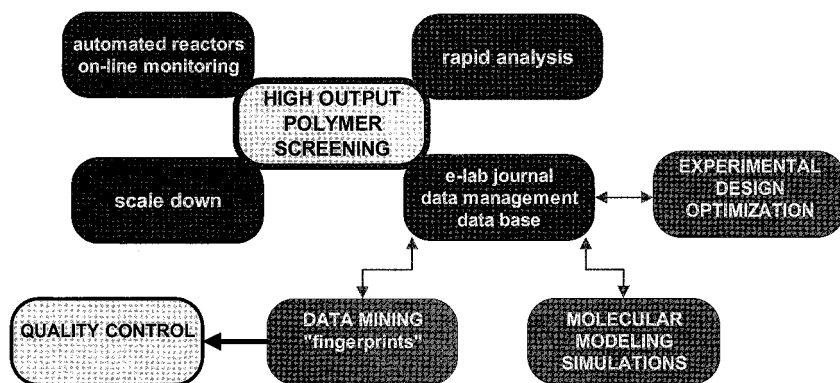 automated reactors
on-line monitoring
rapid analysis
HIGH OUTPUT
POLYMER
SCREENING
scale down
e-lab journal
data management
data base
EXPERIMENTAL
DESIGN
OPTIMIZATION
QUALITY CONTROL
DATA MINING
"fingerprints"
MOLECULAR
MODELING
SIMULATIONS